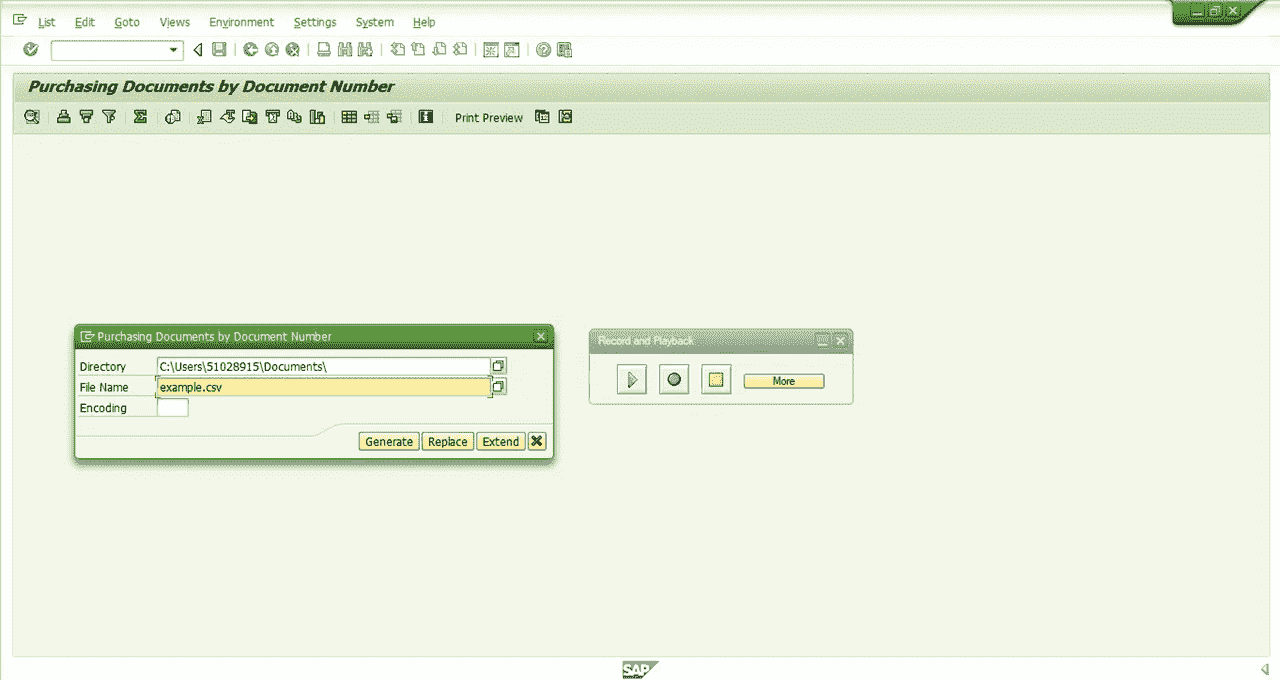 List Edit Goto Views Environment Settings System Help
Purchasing Documents by Document Number
Print Preview
Purchasing Documents by Document Number
Directory C:\Users\51028915\Documents\
File Name example.csv
Encoding
Generate Replace Extend
Record and Playback
More
SAP